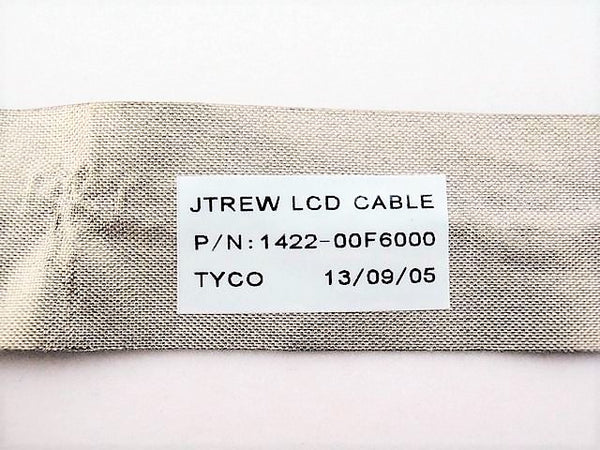 JTREW LCD CABLE
P/N:1422-00F6000
TYCO 13/09/05